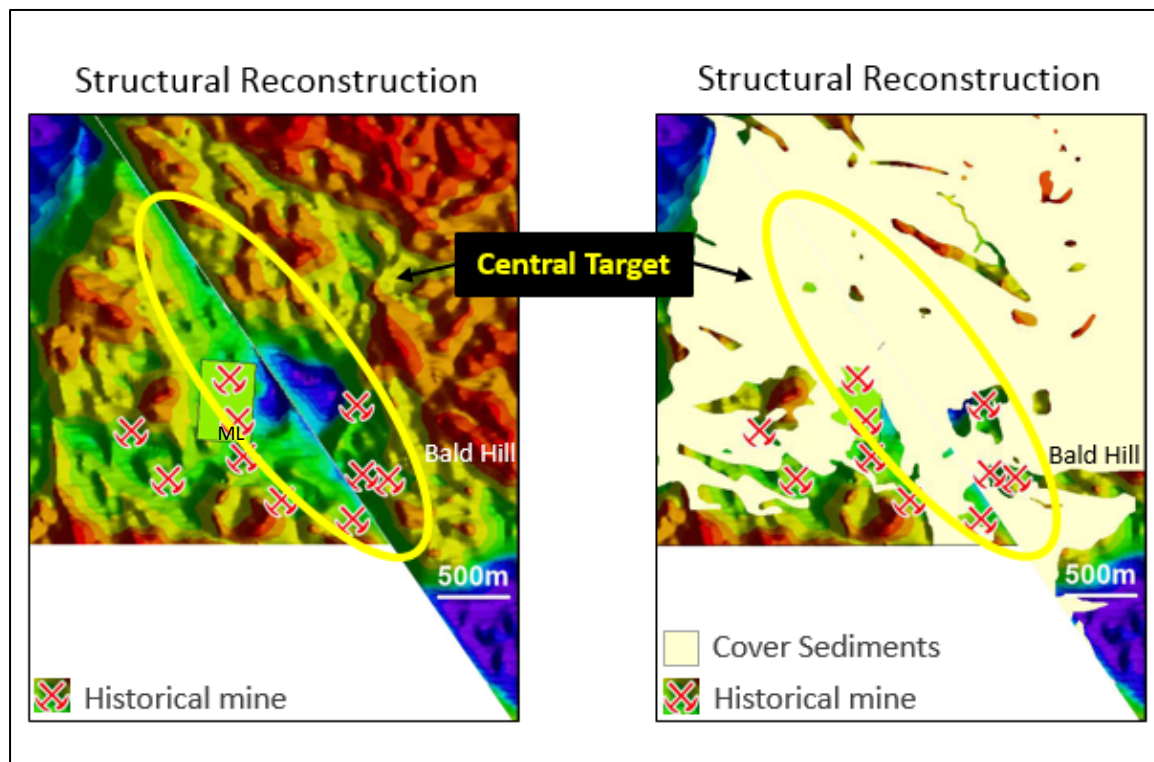 Structural Reconstruction
Central Target
ML
Bald Hill
500m
Historical mine
Structural Reconstruction
Bald Hill
500m
Cover Sediments
Historical mine